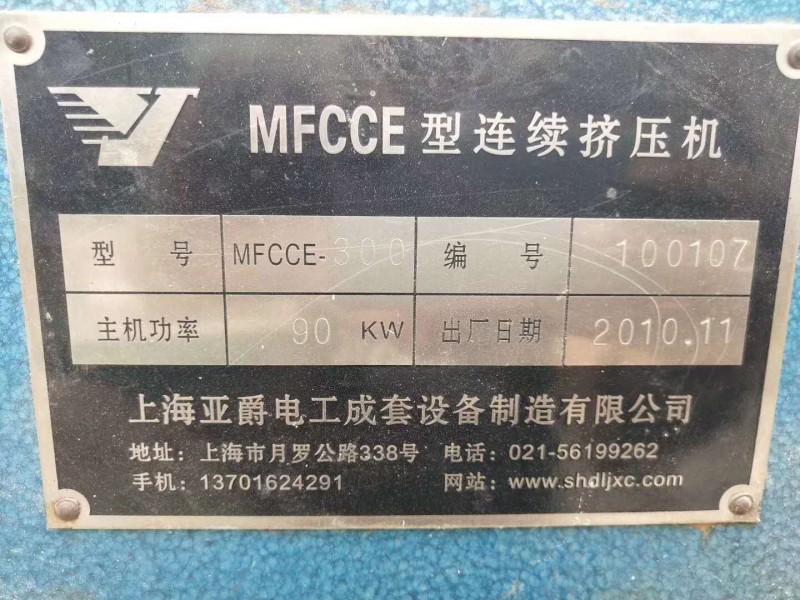 MFCCE型连续挤压机
型号 MFCCE-300 编号 100107
主机功率 90 KW 出厂日期 2010.11
上海亚爵电工成套设备制造有限公司
地址：上海市月罗公路338号 电话：021-56199262
手机：13701624291 网站：www.shdljxc.com